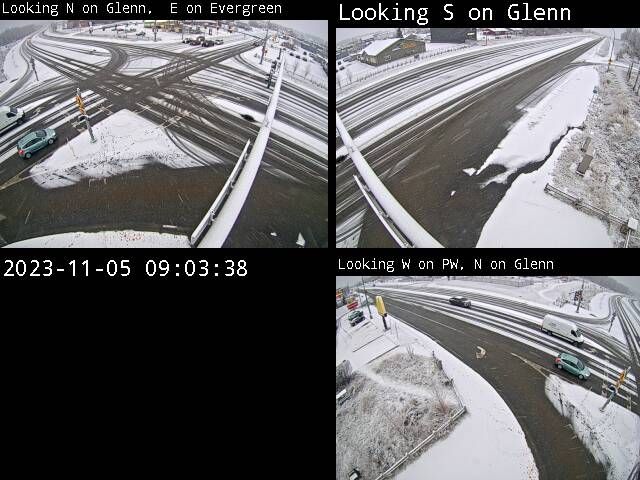 Looking N on Glenn,  E on Evergreen
Looking S on Glenn
2023-11-05 09:03:38
Looking W on PW, N on Glenn